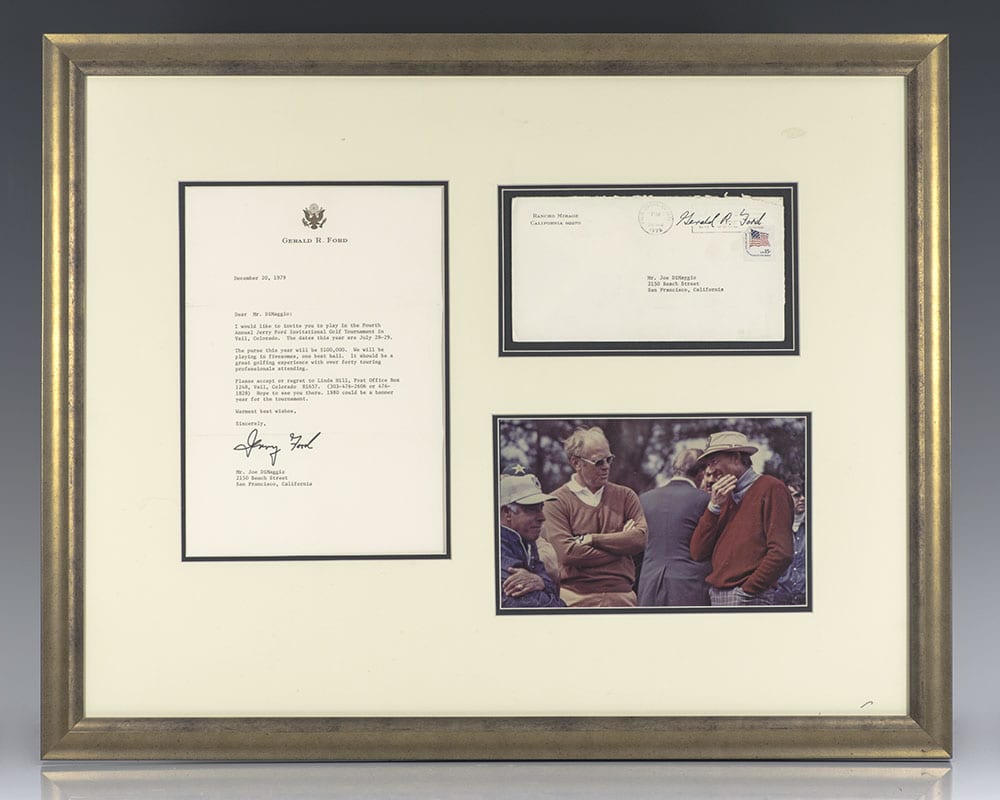 GERALD R. FORD
December 20, 1979
Dear Mr. DiMaggio:
I would like to invite you to play in the Fourth
Annual Jerry Ford Invitational Golf Tournament in
Vail, Colorado. The dates this year are July 28-29.
The purse this year will be $100,000. We will be
playing in fivesomes, one best ball. It should be a
great golfing experience with over forty touring
professionals attending.
Please accept or regret to Linda Hill, Post Office Box
1248, Vail, Colorado 81657. (303-476-2606 or 476-
1828) Hope to see you there. 1980 could be a banner
year for the tournament.
Warmest best wishes,
Sincerely,
Jerry Ford
Mr. Joe DiMaggio
2150 Beach Street
San Francisco, California
RANCHO MIRAGE
CALIFORNIA 92270
PM
1979
Gerald R. Ford
Mr. Joe DiMaggio
2150 Beach Street
San Francisco, California